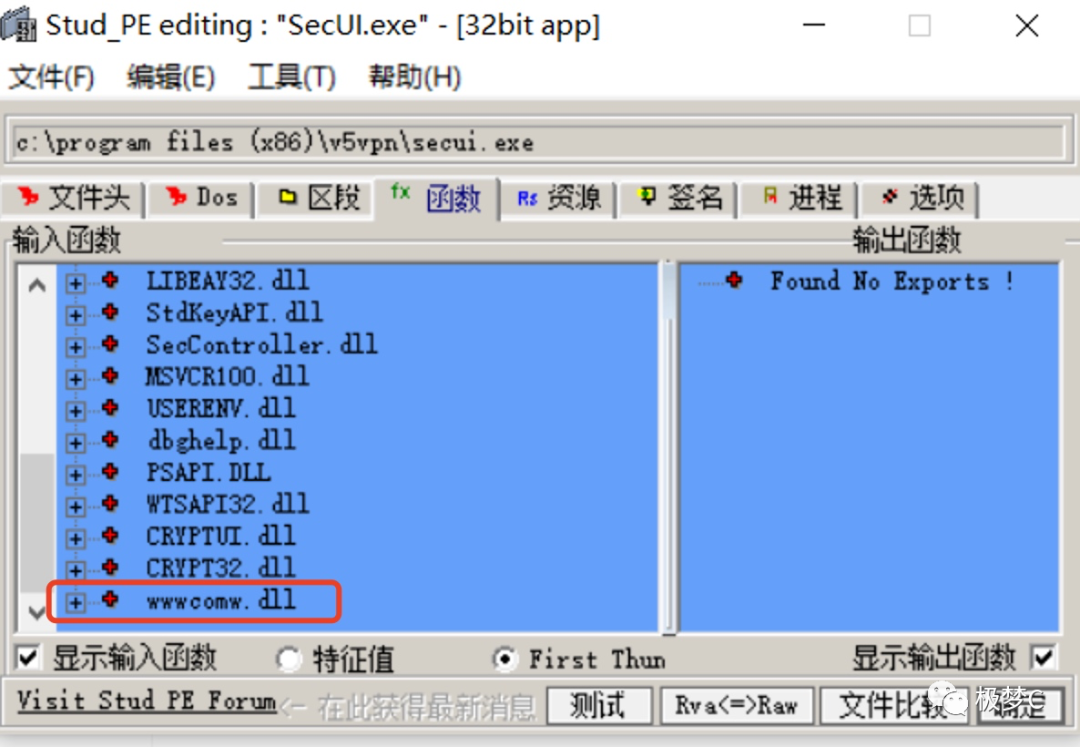 Stud_PE editing : "SecUI.exe" - [32bit app]
文件(F) 编辑(E) 工具(T) 帮助(H)
c:\program files (x86)\v5vpn\secui.exe
文件头 Dos 区段 fx 函数 Rs 资源 签名 进程 选项
输入函数 输出函数
LIBEAY32.dll Found No Exports !
StdKeyAPI.dll
SecController.dll
MSVCR100.dll
USERENV.dll
dbghelp.dll
PSAPI.DLL
WTSAPI32.dll
CRYPTUI.dll
CRYPT32.dll
wwwcomw.dll
显示输入函数 特征值 First Thun 显示输出函数
Visit Stud PE Forum<- 在此获得最新消息 测试 Rva<=>Raw 文件比较 确定
极梦C